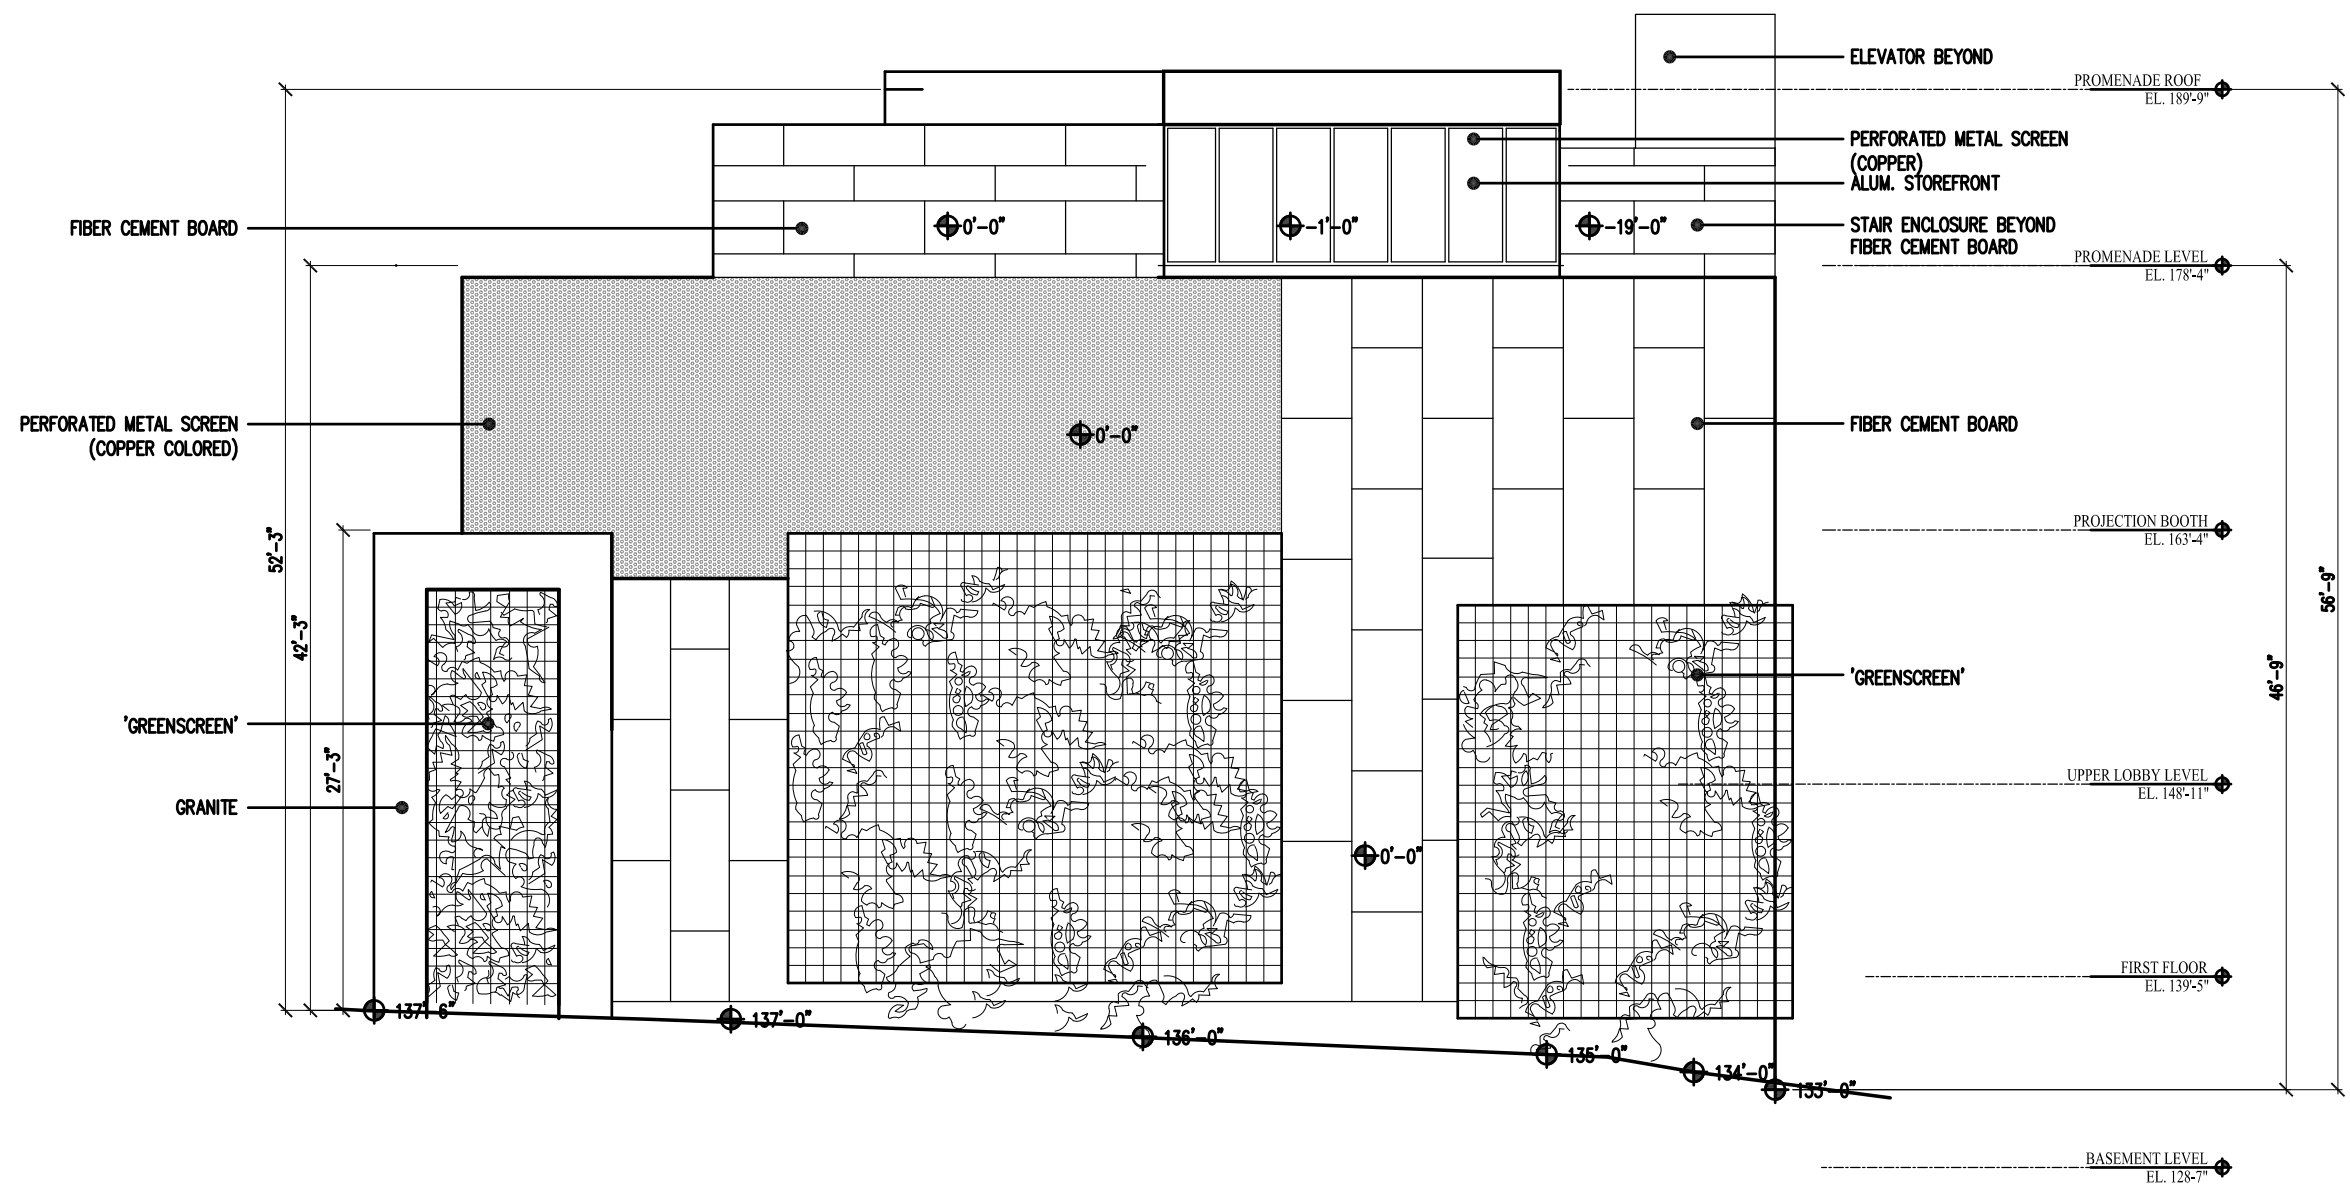 ELEVATOR BEYOND
PROMENADE ROOF
EL. 189'-9"
PERFORATED METAL SCREEN
(COPPER)
ALUM. STOREFRONT
FIBER CEMENT BOARD
0'-0"
-1'-0"
-19'-0"
STAIR ENCLOSURE BEYOND
FIBER CEMENT BOARD
PROMENADE LEVEL
EL. 178'-4"
PERFORATED METAL SCREEN
(COPPER COLORED)
0'-0"
FIBER CEMENT BOARD
PROJECTION BOOTH
EL. 163'-4"
52'-3"
42'-3"
27'-3"
56'-9"
46'-9"
'GREENSCREEN'
'GREENSCREEN'
GRANITE
UPPER LOBBY LEVEL
EL. 148'-11"
0'-0"
FIRST FLOOR
EL. 139'-5"
137'-6"
137'-0"
136'-0"
135'-0"
134'-0"
133'-0"
BASEMENT LEVEL
EL. 128-7"